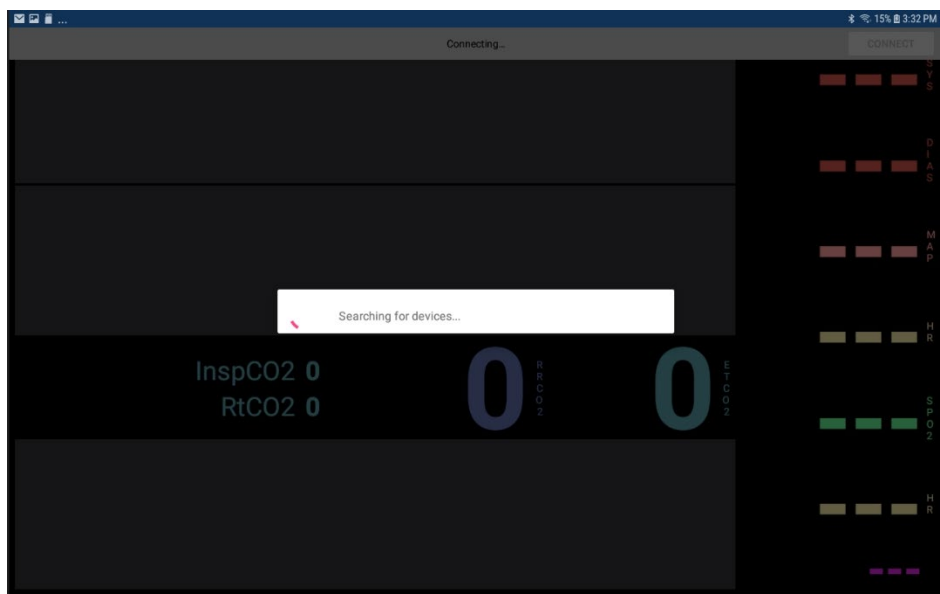 ... 15% 3:32 PM
Connecting...
CONNECT
SYS
DIAS
MAP
HR
Searching for devices...
InspCO2 0
RtCO2 0
0 RRCO2
0 ETCO2
SPO2
HR